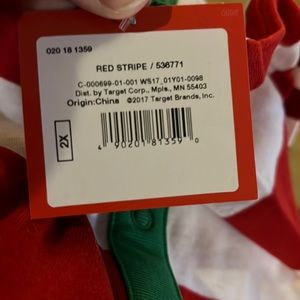 0098
020 18 1359
RED STRIPE / 536771
C-000699-01-001 WS17_01Y01-0098
Dist. by Target Corp., Mpls., MN 55403
Origin:China ©2017 Target Brands, Inc.
2X
4 90201 81359 0